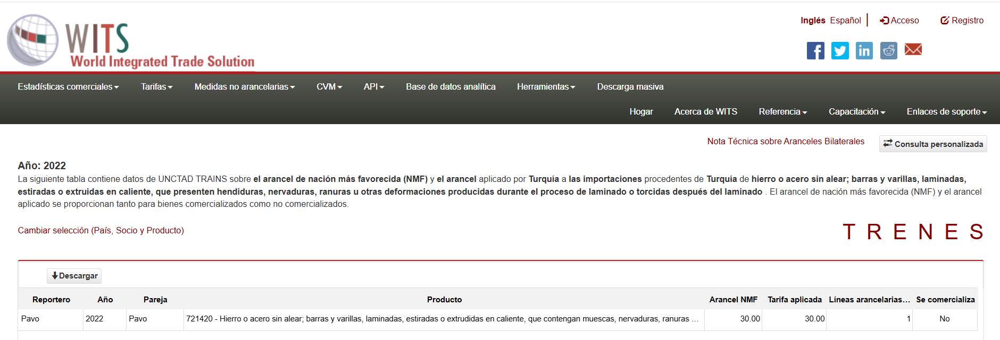 WITS
World Integrated Trade Solution
Inglés Español Acceso Registro
Estadísticas comerciales Tarifas Medidas no arancelarias CVM API Base de datos analítica Herramientas Descarga masiva
Hogar Acerca de WITS Referencia Capacitación Enlaces de soporte
Nota Técnica sobre Aranceles Bilaterales Consulta personalizada
Año: 2022
La siguiente tabla contiene datos de UNCTAD TRAINS sobre el arancel de nación más favorecida (NMF) y el arancel aplicado por Turquía a las importaciones procedentes de Turquía de hierro o acero sin alear; barras y varillas, laminadas,
estiradas o extruidas en caliente, que presenten hendiduras, nervaduras, ranuras u otras deformaciones producidas durante el proceso de laminado o torcidas después del laminado . El arancel de nación más favorecida (NMF) y el arancel
aplicado se proporcionan tanto para bienes comercializados como no comercializados.
Cambiar selección (País, Socio y Producto)
TRENES
Descargar
Reportero Año Pareja Producto Arancel NMF Tarifa aplicada Líneas arancelarias... Se comercializa
Pavo 2022 Pavo 721420 - Hierro o acero sin alear; barras y varillas, laminadas, estiradas o extrudidas en caliente, que contengan muescas, nervaduras, ranuras ... 30.00 30.00 1 No